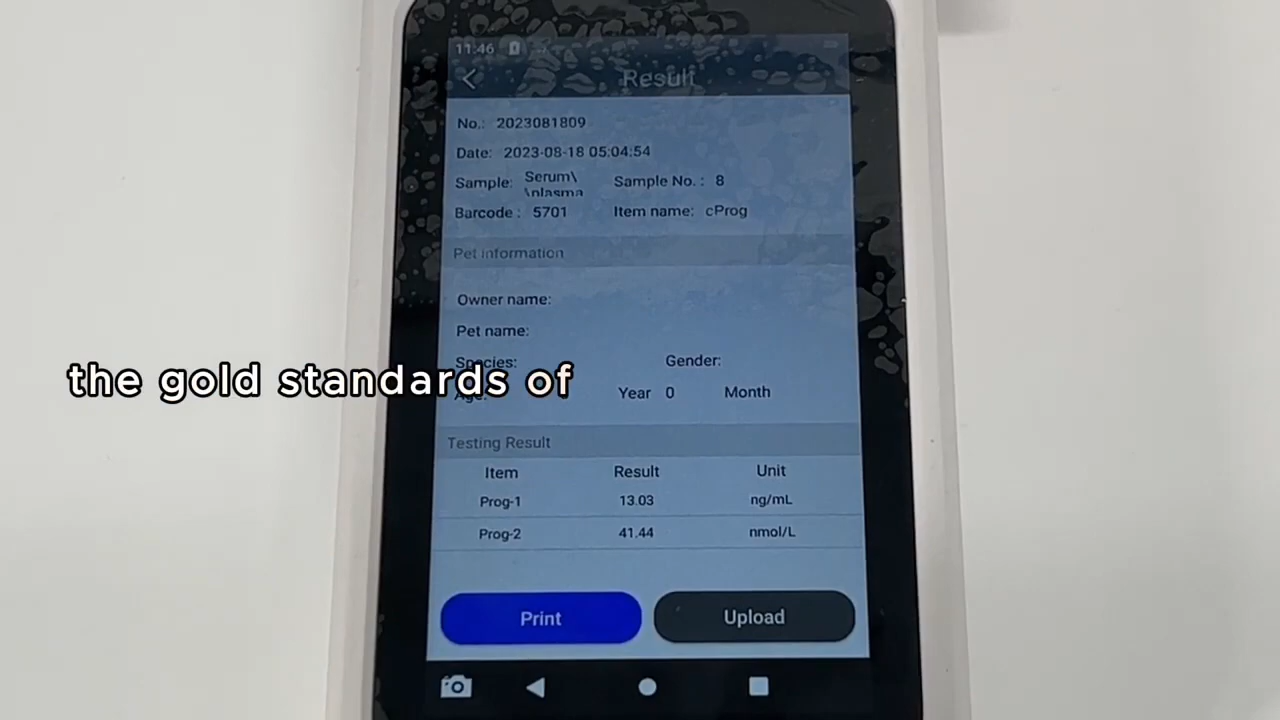 11:46
Result
No.: 2023081809
Date: 2023-08-18 05:04:54
Sample: Serum\
\plasma
Sample No.: 8
Barcode: 5701 Item name: cProg
Pet information
Owner name:
Pet name:
Species: Gender:
the gold standards of
Age: Year 0 Month
Testing Result
Item Result Unit
Prog-1 13.03 ng/mL
Prog-2 41.44 nmol/L
Print Upload